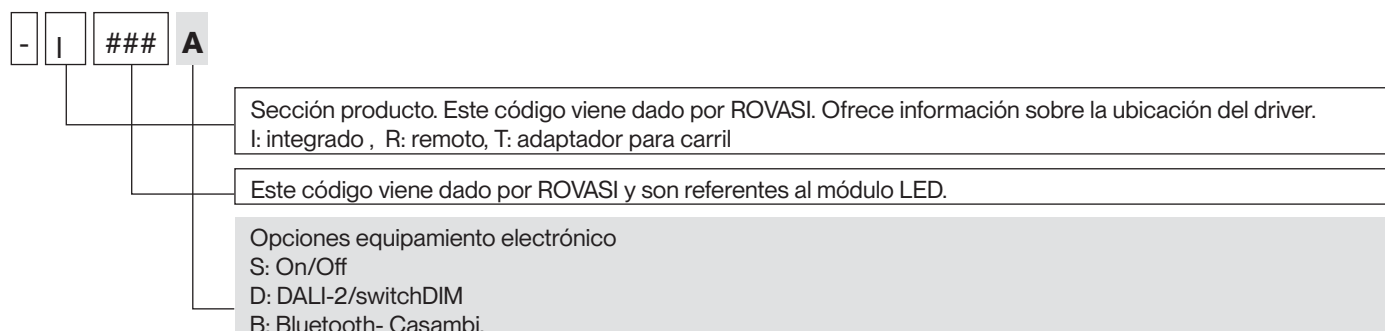 - I ### A
Sección producto. Este código viene dado por ROVASI. Ofrece información sobre la ubicación del driver.
I: integrado , R: remoto, T: adaptador para carril
Este código viene dado por ROVASI y son referentes al módulo LED.
Opciones equipamiento electrónico
S: On/Off
D: DALI-2/switchDIM
B: Bluetooth- Casambi.